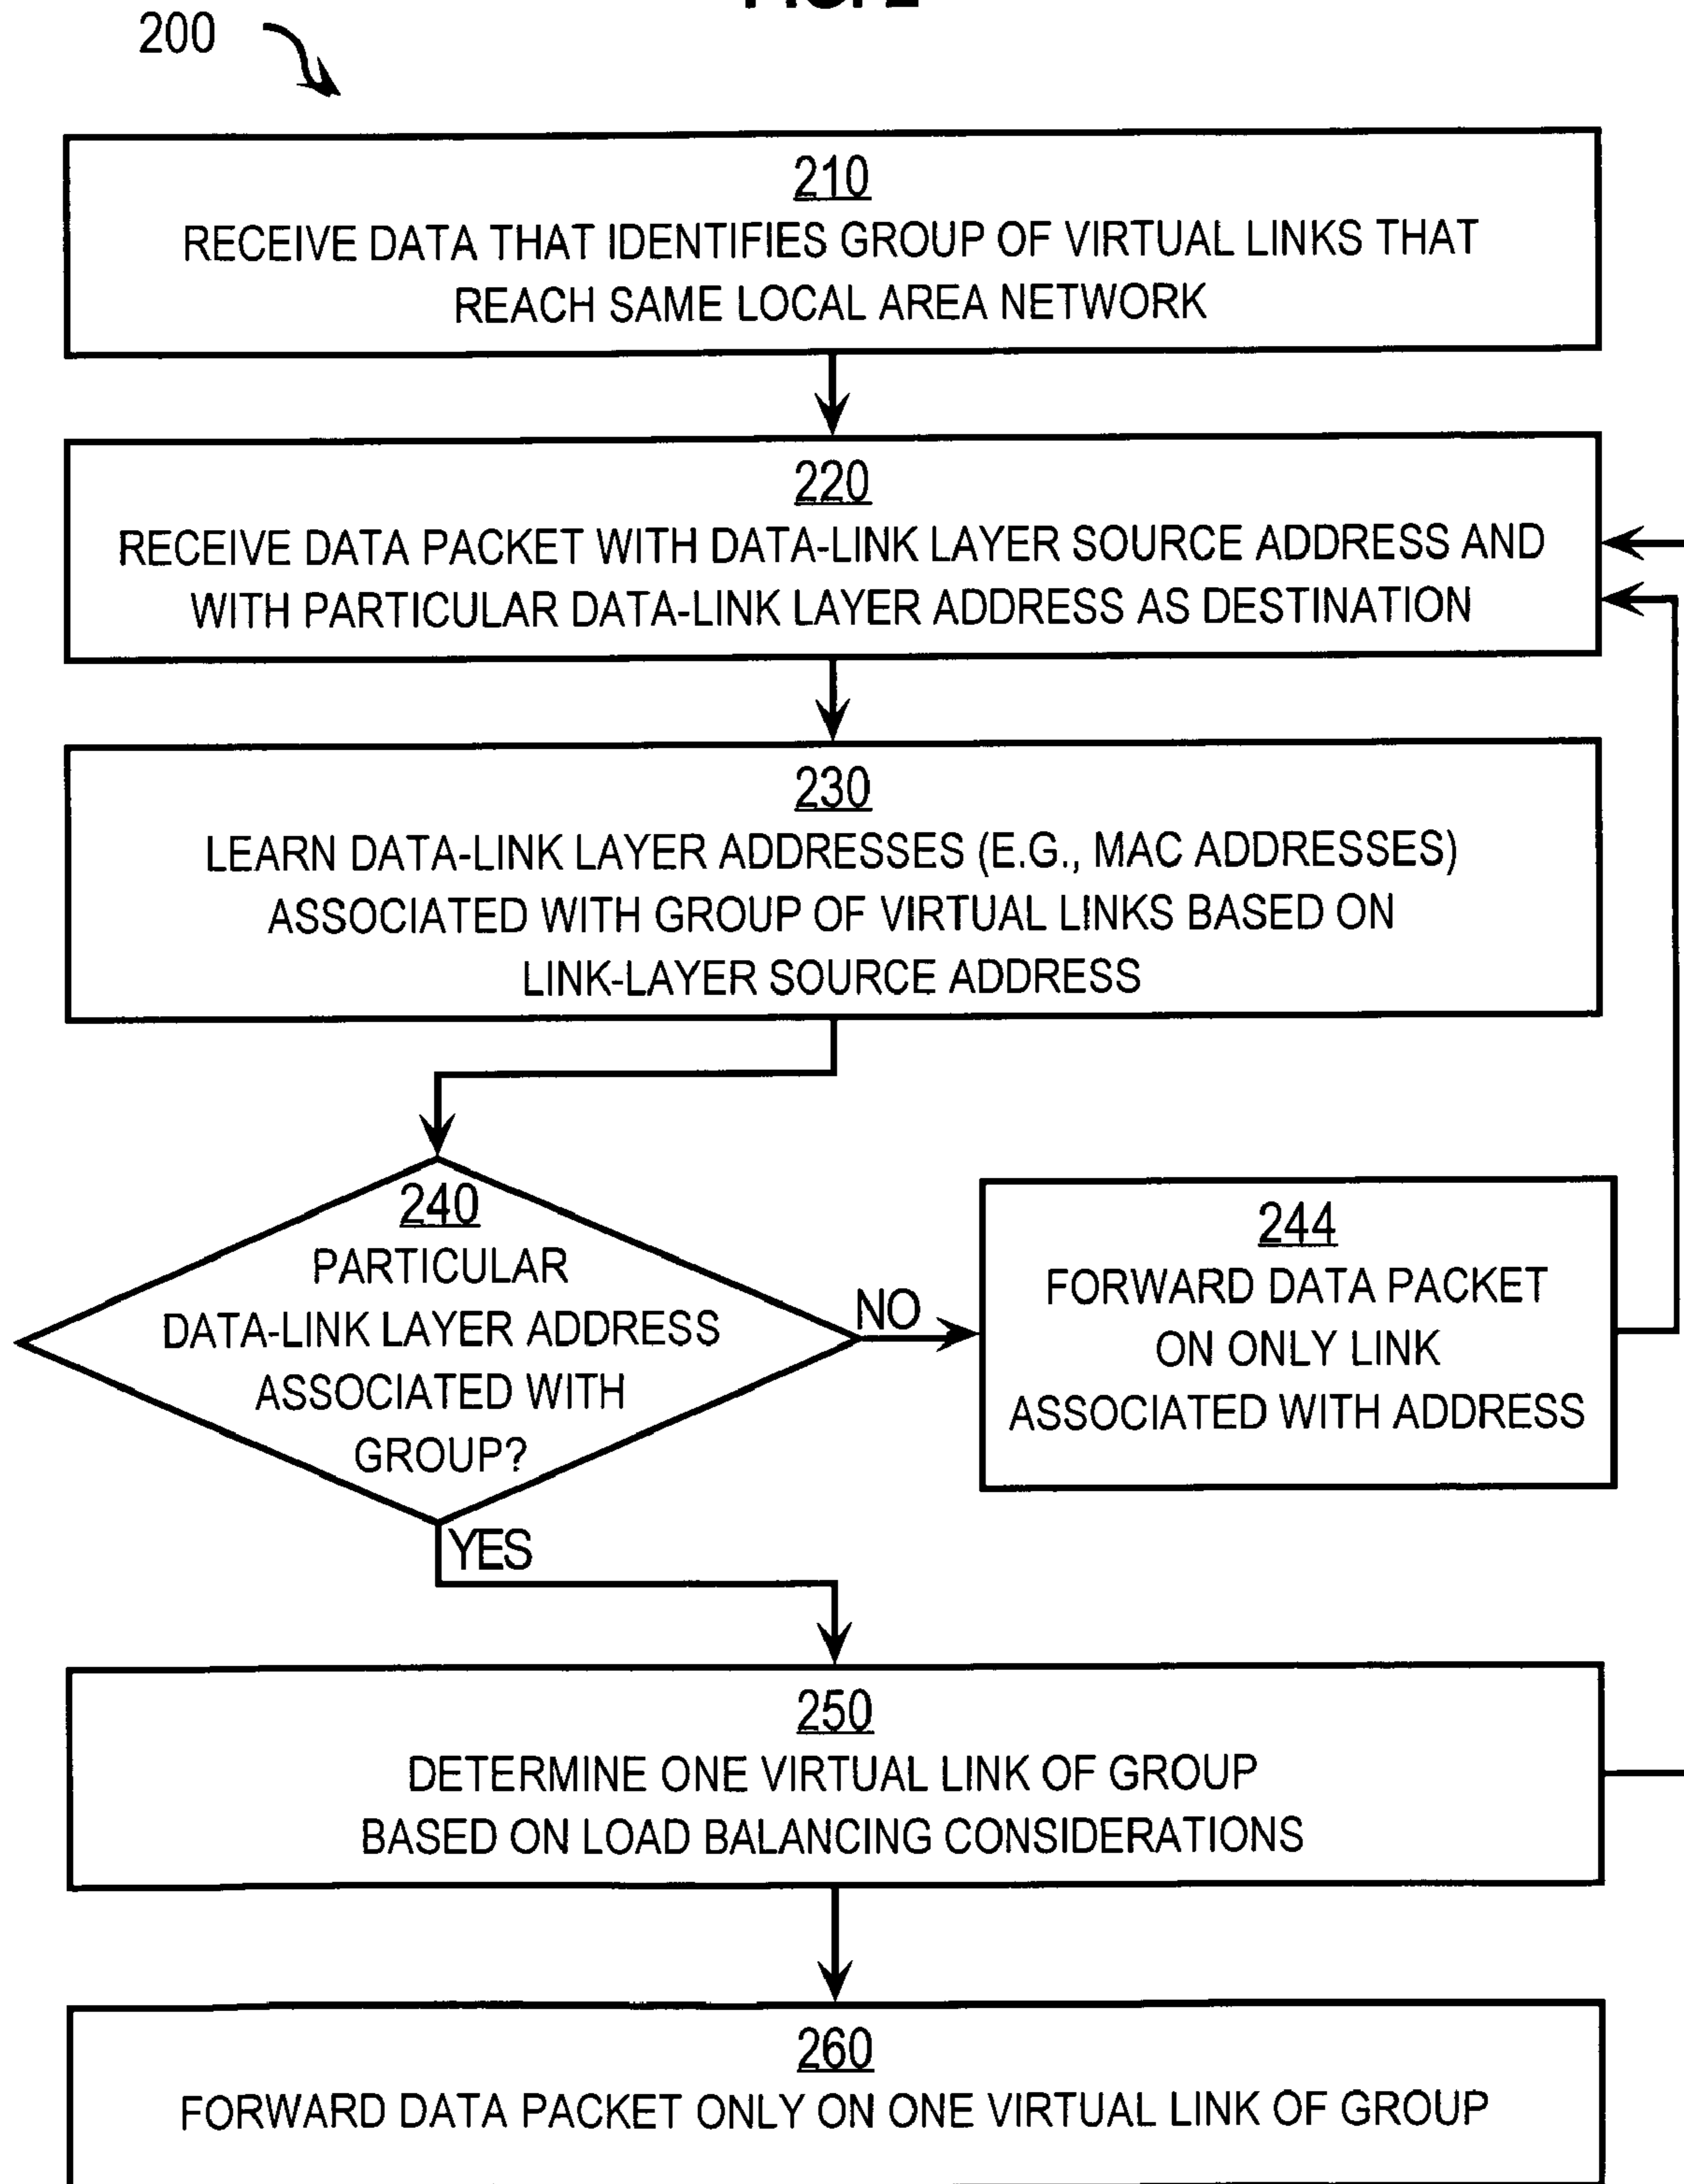 200
210
RECEIVE DATA THAT IDENTIFIES GROUP OF VIRTUAL LINKS THAT
REACH SAME LOCAL AREA NETWORK
220
RECEIVE DATA PACKET WITH DATA-LINK LAYER SOURCE ADDRESS AND
WITH PARTICULAR DATA-LINK LAYER ADDRESS AS DESTINATION
230
LEARN DATA-LINK LAYER ADDRESSES (E.G., MAC ADDRESSES)
ASSOCIATED WITH GROUP OF VIRTUAL LINKS BASED ON
LINK-LAYER SOURCE ADDRESS
240
PARTICULAR
DATA-LINK LAYER ADDRESS
ASSOCIATED WITH
GROUP?
NO
244
FORWARD DATA PACKET
ON ONLY LINK
ASSOCIATED WITH ADDRESS
YES
250
DETERMINE ONE VIRTUAL LINK OF GROUP
BASED ON LOAD BALANCING CONSIDERATIONS
260
FORWARD DATA PACKET ONLY ON ONE VIRTUAL LINK OF GROUP